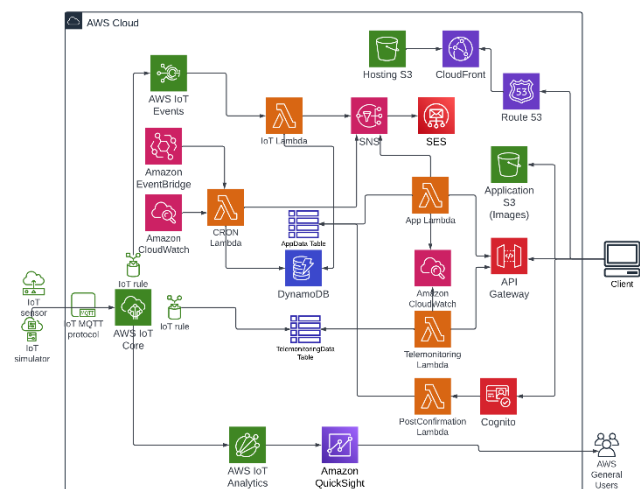 AWS Cloud
AWS IoT
Events
Hosting S3
CloudFront
53
Route 53
IoT Lambda
SNS
SES
Amazon
EventBridge
Application
S3
(Images)
Amazon
CloudWatch
CRON
Lambda
AppData Table
App Lambda
DynamoDB
Amazon
CloudWatch
API
Gateway
Client
IoT rule
IoT
sensor
IoT MQTT
protocol
MQTT
AWS IoT
Core
IoT rule
IoT
simulator
TelemonitoringData
Table
Telemonitoring
Lambda
PostConfirmation
Lambda
Cognito
AWS IoT
Analytics
Amazon
QuickSight
AWS
General
Users